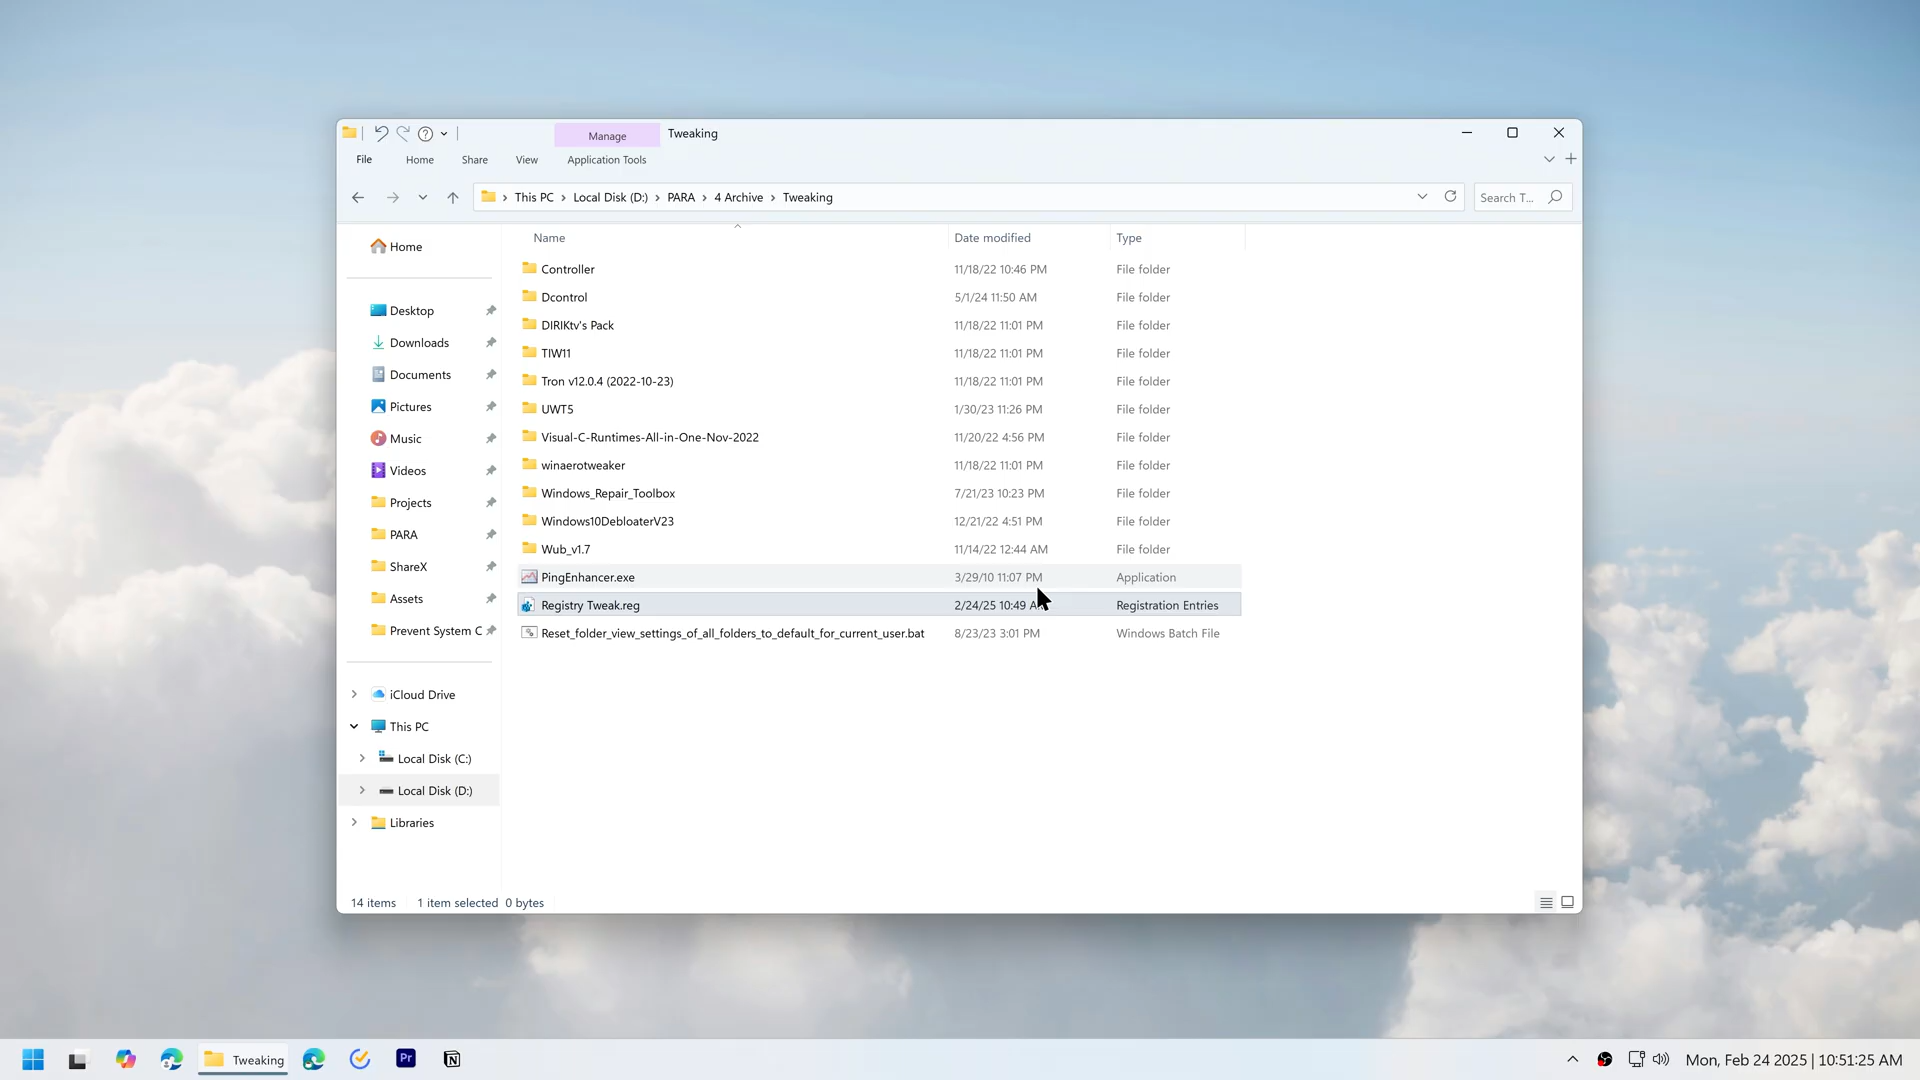 Manage
Tweaking
File
Home
Share
View
Application Tools
This PC
Local Disk (D:)
PARA
4 Archive
Tweaking
Search T...
Name
Date modified
Type
Home
Desktop
Downloads
Documents
Pictures
Music
Videos
Projects
PARA
ShareX
Assets
Prevent System C
iCloud Drive
This PC
Local Disk (C:)
Local Disk (D:)
Libraries
Controller 11/18/22 10:46 PM File folder
Dcontrol 5/1/24 11:50 AM File folder
DIRIKtv's Pack 11/18/22 11:01 PM File folder
TIW11 11/18/22 11:01 PM File folder
Tron v12.0.4 (2022-10-23) 11/18/22 11:01 PM File folder
UWT5 1/30/23 11:26 PM File folder
Visual-C-Runtimes-All-in-One-Nov-2022 11/20/22 4:56 PM File folder
winaerotweaker 11/18/22 11:01 PM File folder
Windows_Repair_Toolbox 7/21/23 10:23 PM File folder
Windows10DebloaterV23 12/21/22 4:51 PM File folder
Wub_v1.7 11/14/22 12:44 AM File folder
PingEnhancer.exe 3/29/10 11:07 PM Application
Registry Tweak.reg 2/24/25 10:49 Registration Entries
Reset_folder_view_settings_of_all_folders_to_default_for_current_user.bat 8/23/23 3:01 PM Windows Batch File
14 items 1 item selected 0 bytes
Tweaking
Pr
Mon, Feb 24 2025 | 10:51:25 AM